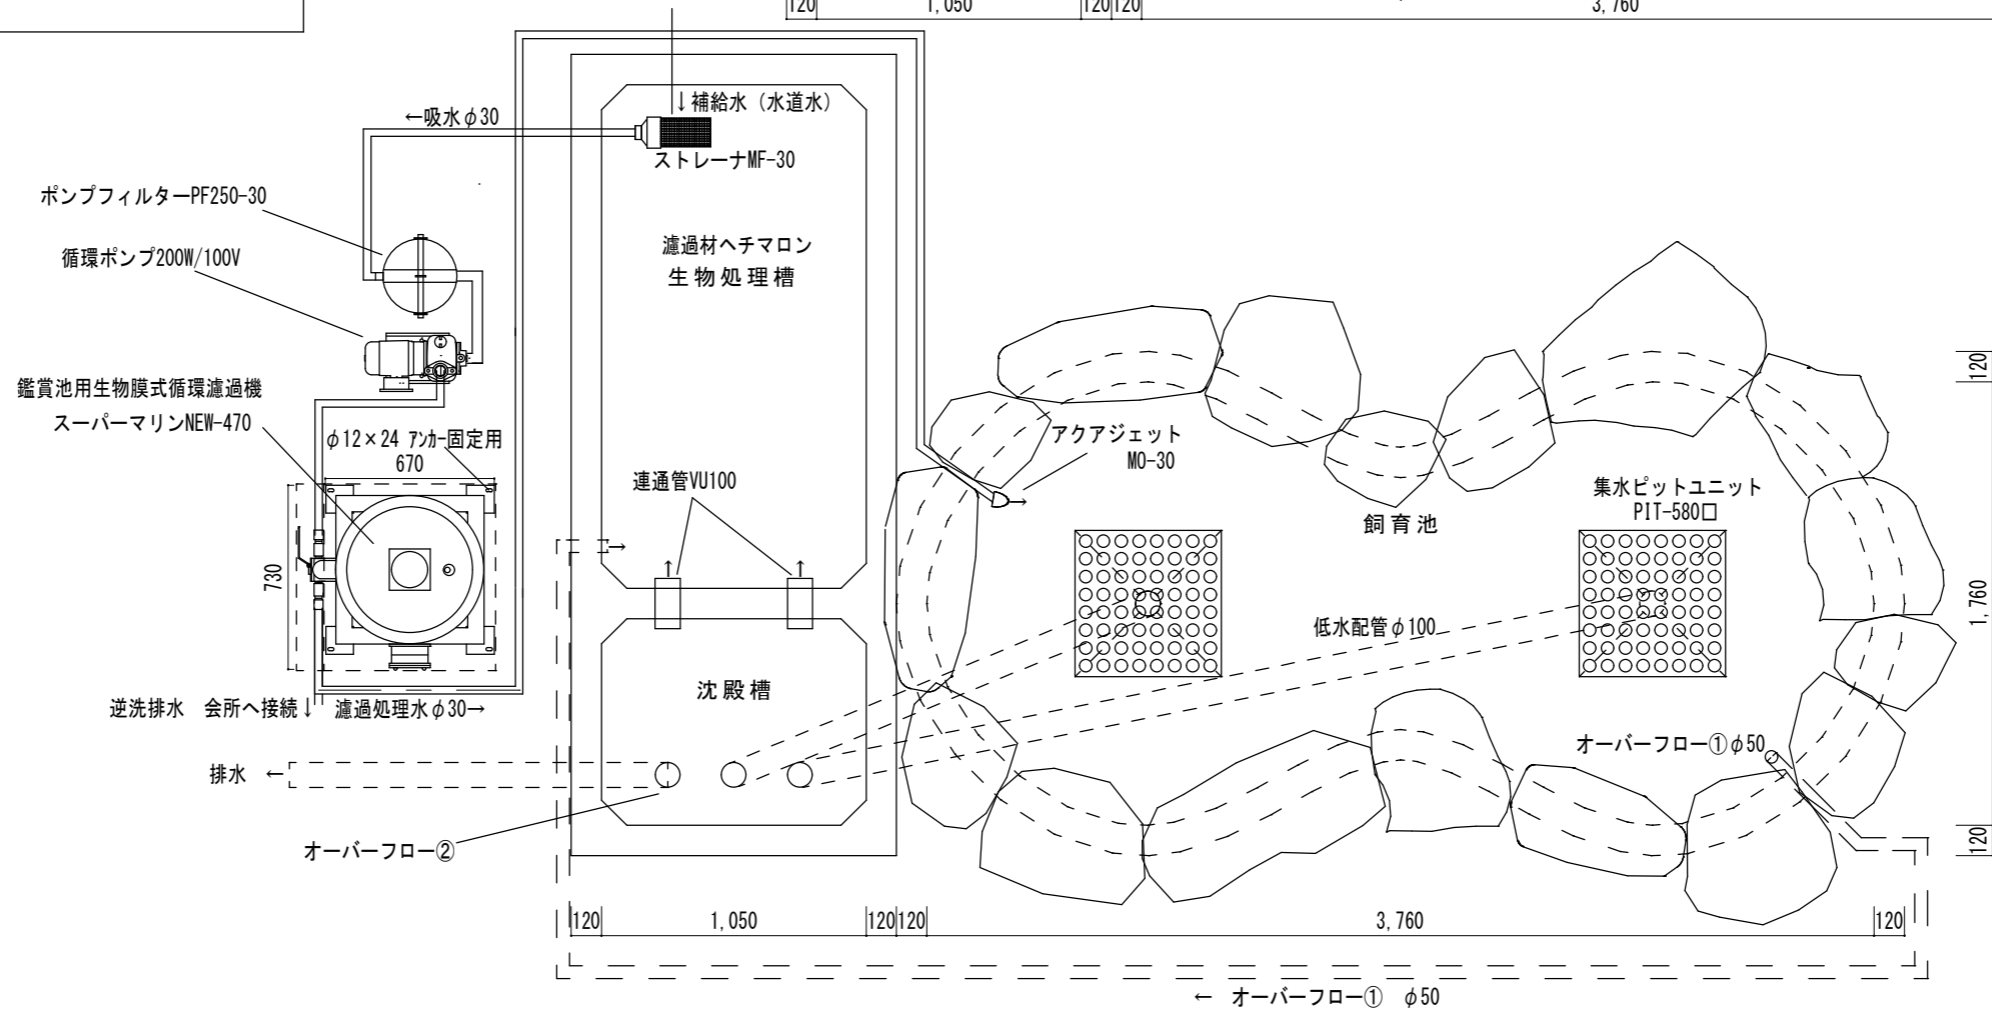 120 1,050 120 120 3,760
↓補給水（水道水）
←吸水φ30
ストレーナMF-30
ポンプフィルターPF250-30
循環ポンプ200W/100V
濾過材ヘチマロン
生物処理槽
鑑賞池用生物膜式循環濾過機
スーパーマリンNEW-470
φ12×24 ｱﾝｶｰ固定用
670
730
連通管VU100
アクアジェット
MO-30
飼育池
集水ピットユニット
PIT-580□
120
1,760
120
低水配管φ100
沈殿槽
逆洗排水　会所へ接続↓
濾過処理水φ30→
排水 ←
オーバーフロー①φ50
オーバーフロー②
120 1,050 120 120 3,760 120
← オーバーフロー①　φ50